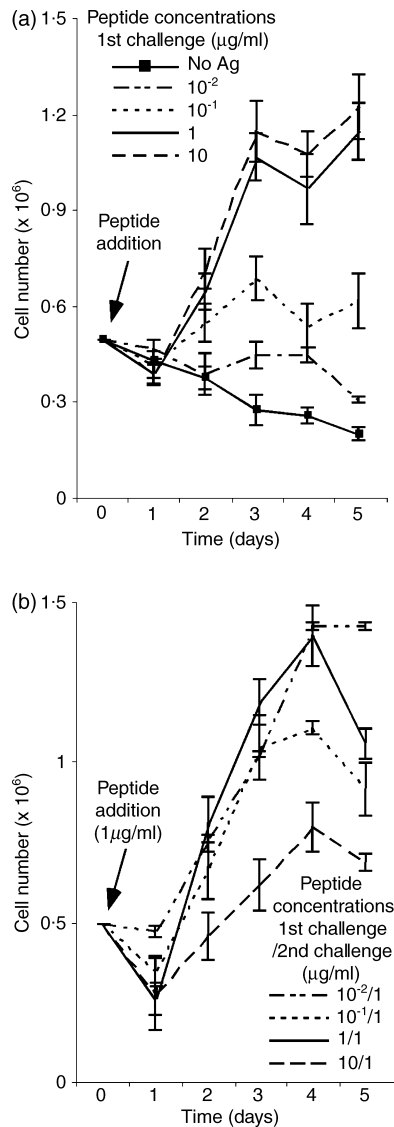 (a)
Peptide concentrations
1st challenge (µg/ml)
No Ag
10⁻²
10⁻¹
1
10
Peptide
addition
Cell number (x 10⁶)
1·5
1·2
0·9
0·6
0·3
0
0 1 2 3 4 5
Time (days)
(b)
Peptide
addition
(1µg/ml)
Cell number (x 10⁶)
1·5
1
0·5
0
Peptide
concentrations
1st challenge
/2nd challenge
(µg/ml)
10⁻²/1
10⁻¹/1
1/1
10/1
0 1 2 3 4 5
Time (days)